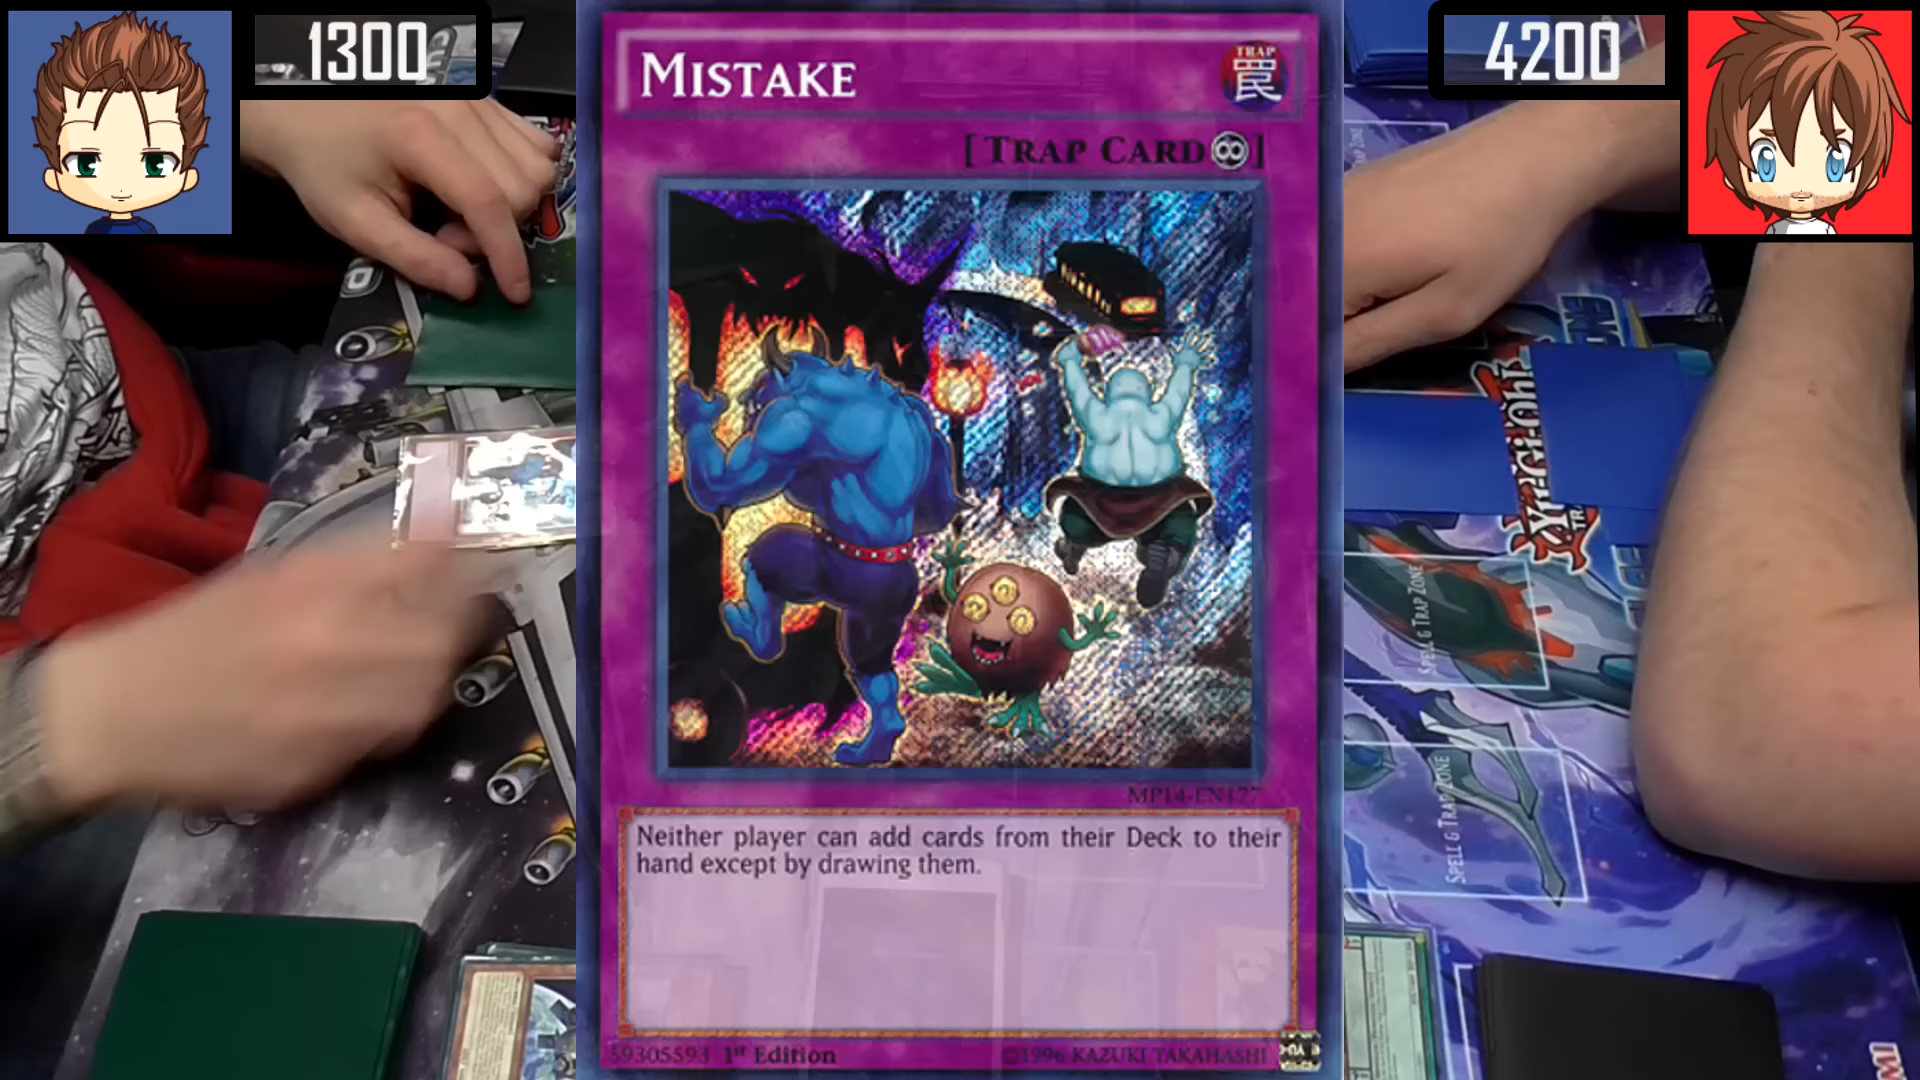 1300
4200
MISTAKE
TRAP
罠
[TRAP CARD]
MP14-EN177
Neither player can add cards from their Deck to their
hand except by drawing them.
59305593 1st Edition
©1996 KAZUKI TAKAHASHI
Yu-Gi-Oh!
SPELL & TRAP ZONE
SPELL & TRAP ZONE